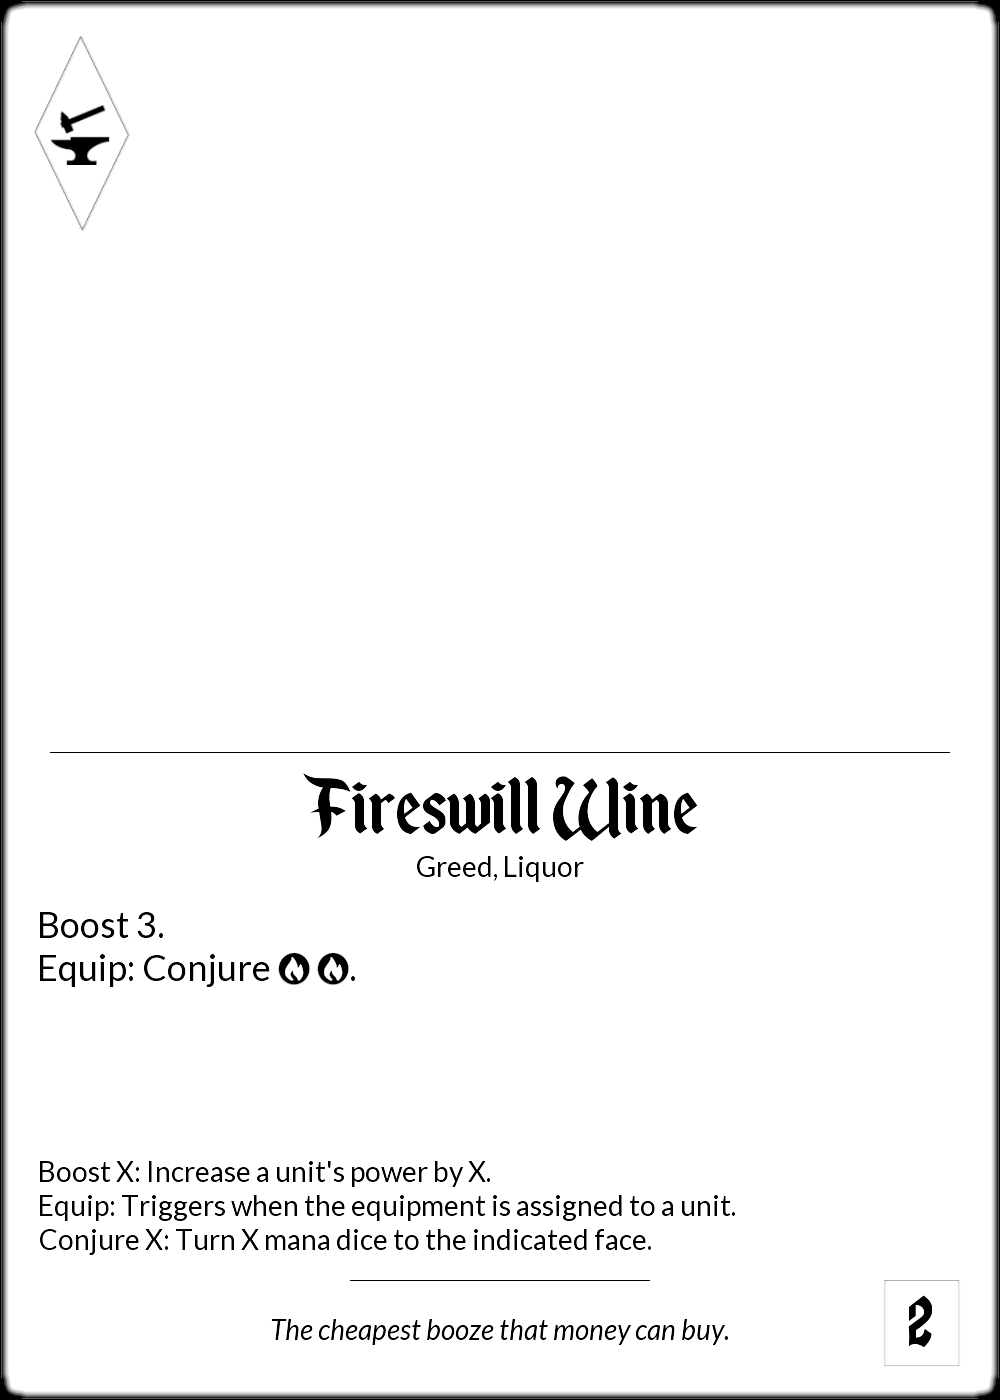 Fireswill Wine
Greed, Liquor
Boost 3.
Equip: Conjure .
Boost X: Increase a unit's power by X.
Equip: Triggers when the equipment is assigned to a unit.
Conjure X: Turn X mana dice to the indicated face.
The cheapest booze that money can buy.
2